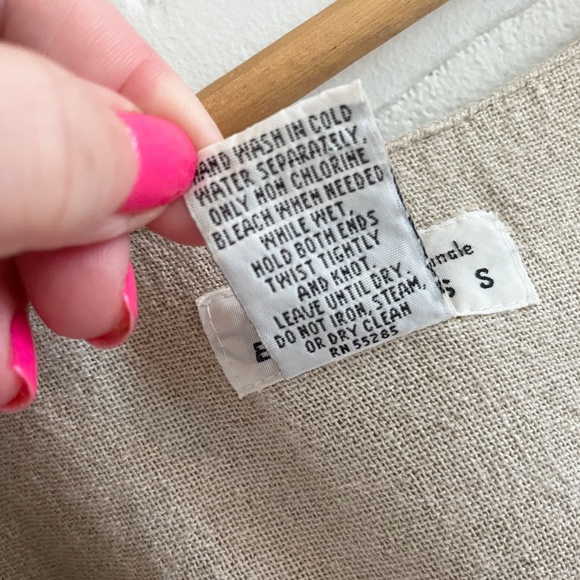 HAND WASH IN COLD
WATER SEPARATELY.
ONLY NON CHLORINE
BLEACH WHEN NEEDED
WHILE WET,
HOLD BOTH ENDS
TWIST TIGHTLY
AND KNOT.
LEAVE UNTIL DRY.
DO NOT IRON, STEAM,
OR DRY CLEAN
RN 55285
S S